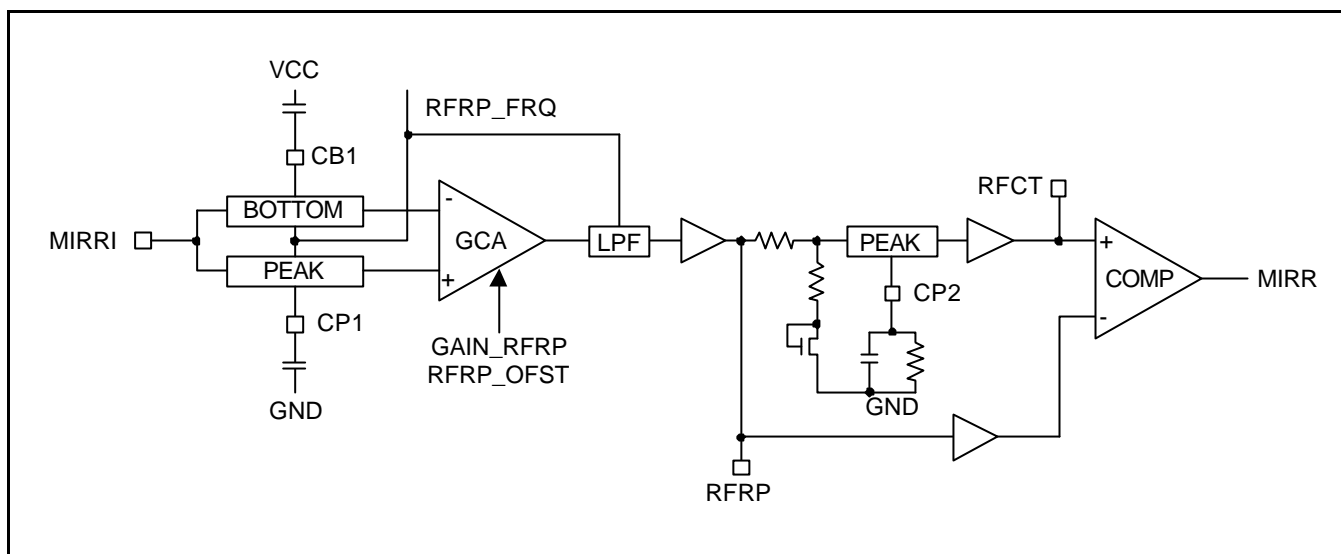 VCC
RFRP_FRQ
CB1
BOTTOM
MIRRI
PEAK
CP1
GND
-
GCA
+
GAIN_RFRP
RFRP_OFST
LPF
RFRP
PEAK
CP2
GND
RFCT
+
COMP
-
MIRR